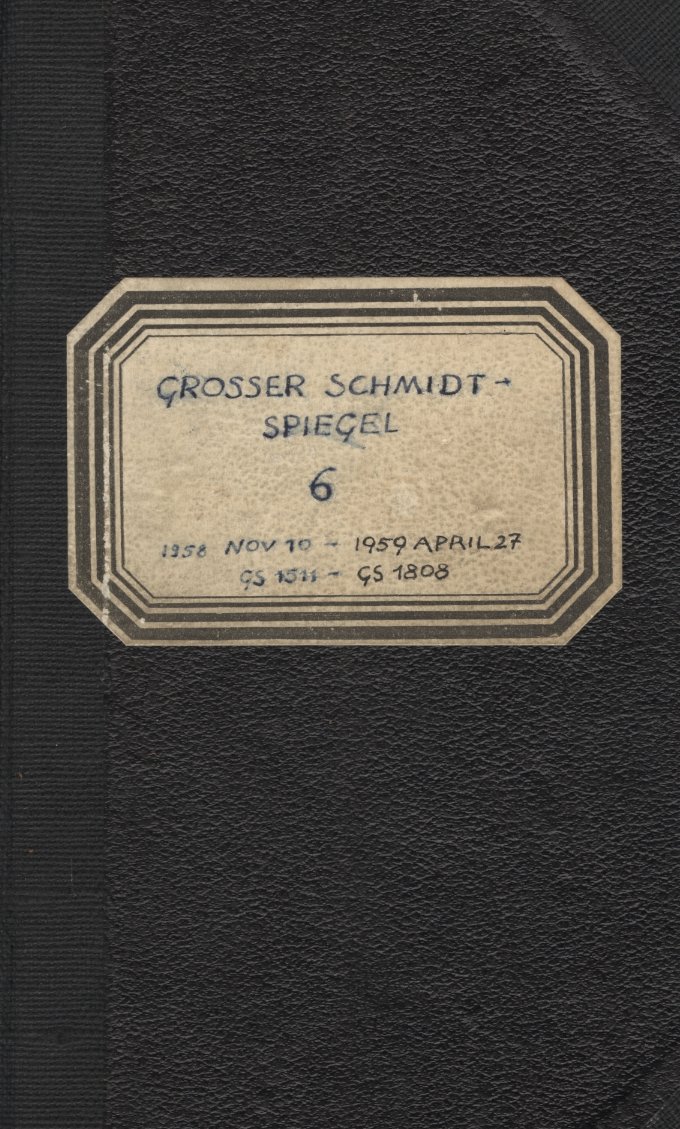 GROSSER SCHMIDT-
SPIEGEL
6
1958 NOV 10 - 1959 APRIL 27
GS 1511 - GS 1808